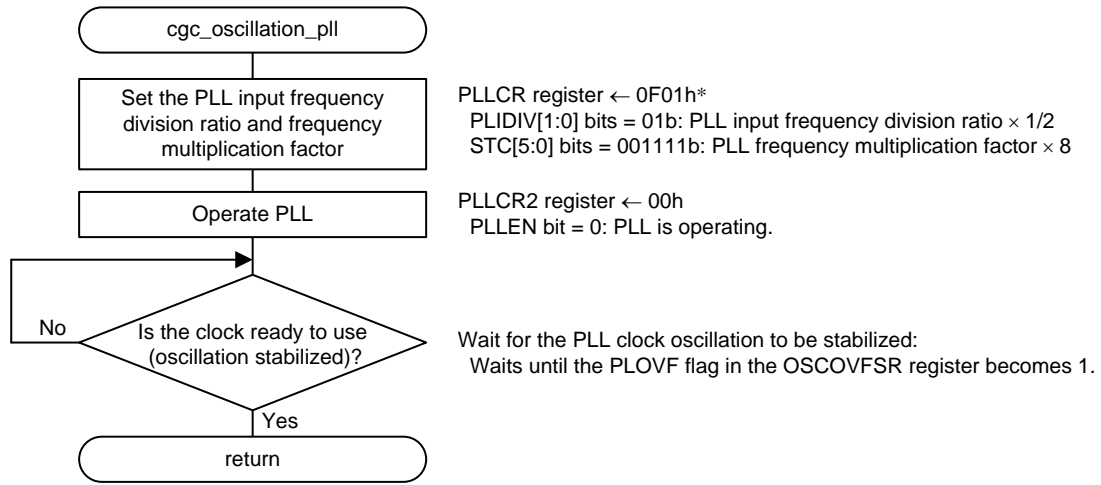 cgc_oscillation_pll
Set the PLL input frequency
division ratio and frequency
multiplication factor
PLLCR register ← 0F01h*
PLIDIV[1:0] bits = 01b: PLL input frequency division ratio × 1/2
STC[5:0] bits = 001111b: PLL frequency multiplication factor × 8
Operate PLL
PLLCR2 register ← 00h
PLLEN bit = 0: PLL is operating.
No
Is the clock ready to use
(oscillation stabilized)?
Wait for the PLL clock oscillation to be stabilized:
Waits until the PLOVF flag in the OSCOVFSR register becomes 1.
Yes
return